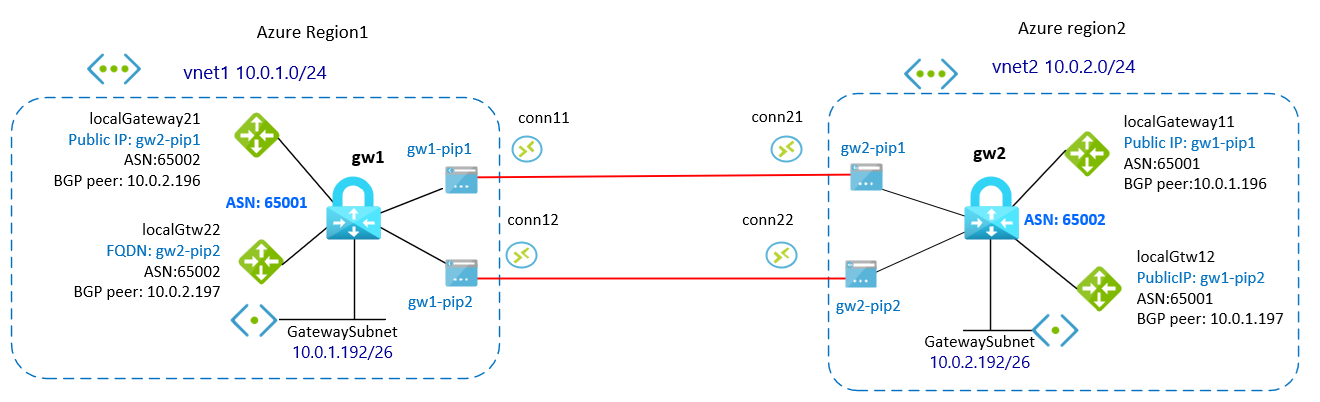 Azure Region1
vnet1 10.0.1.0/24
localGateway21
Public IP: gw2-pip1
ASN:65002
BGP peer: 10.0.2.196
gw1
ASN: 65001
localGtw22
FQDN: gw2-pip2
ASN:65002
BGP peer: 10.0.2.197
GatewaySubnet
10.0.1.192/26
gw1-pip1
gw1-pip2
conn11
conn12
conn21
conn22
Azure region2
vnet2 10.0.2.0/24
gw2-pip1
gw2-pip2
gw2
ASN: 65002
localGateway11
Public IP: gw1-pip1
ASN:65001
BGP peer:10.0.1.196
localGtw12
PublicIP: gw1-pip2
ASN:65001
BGP peer: 10.0.1.197
GatewaySubnet
10.0.2.192/26